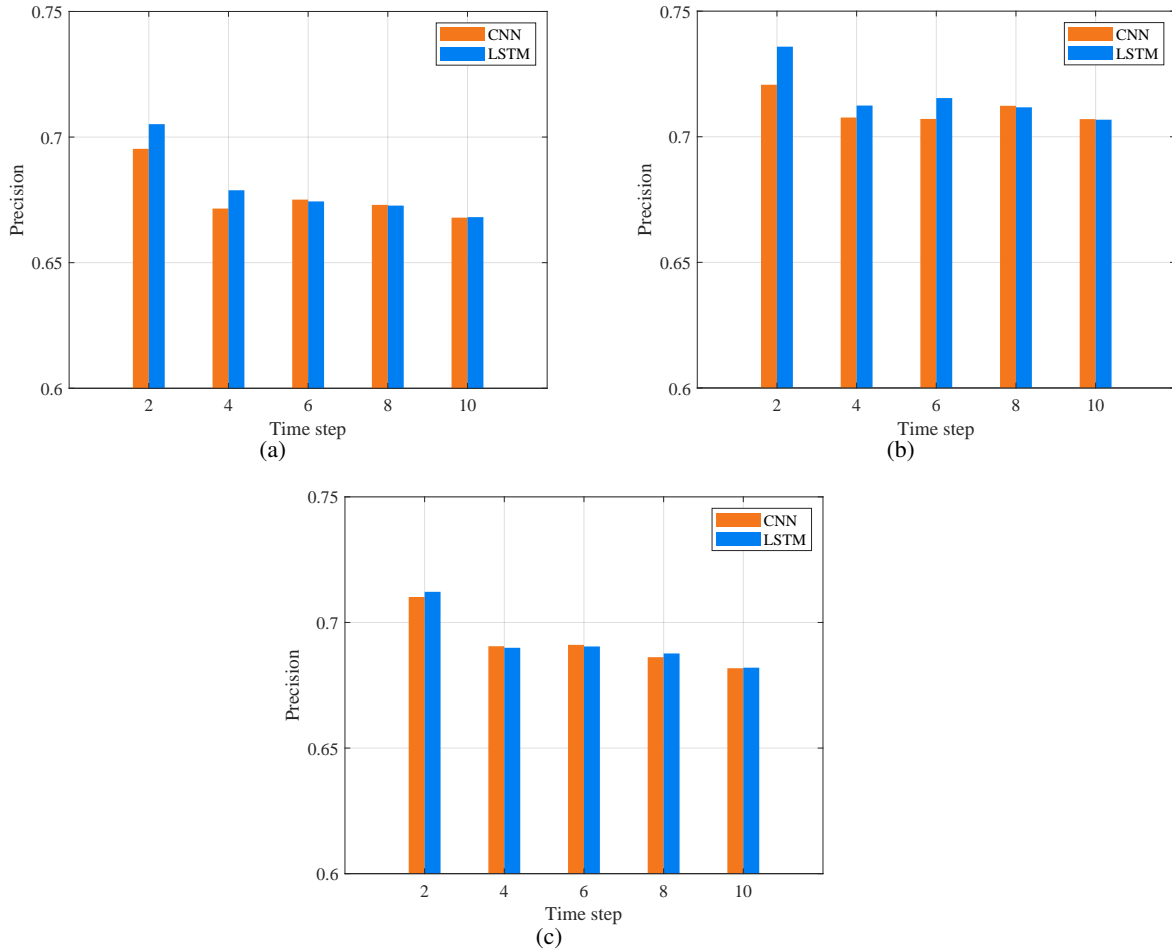 0.75
0.7
0.65
0.6
Precision
CNN
LSTM
2 4 6 8 10
Time step
(a)
0.75
0.7
0.65
0.6
Precision
CNN
LSTM
2 4 6 8 10
Time step
(b)
0.75
0.7
0.65
0.6
Precision
CNN
LSTM
2 4 6 8 10
Time step
(c)